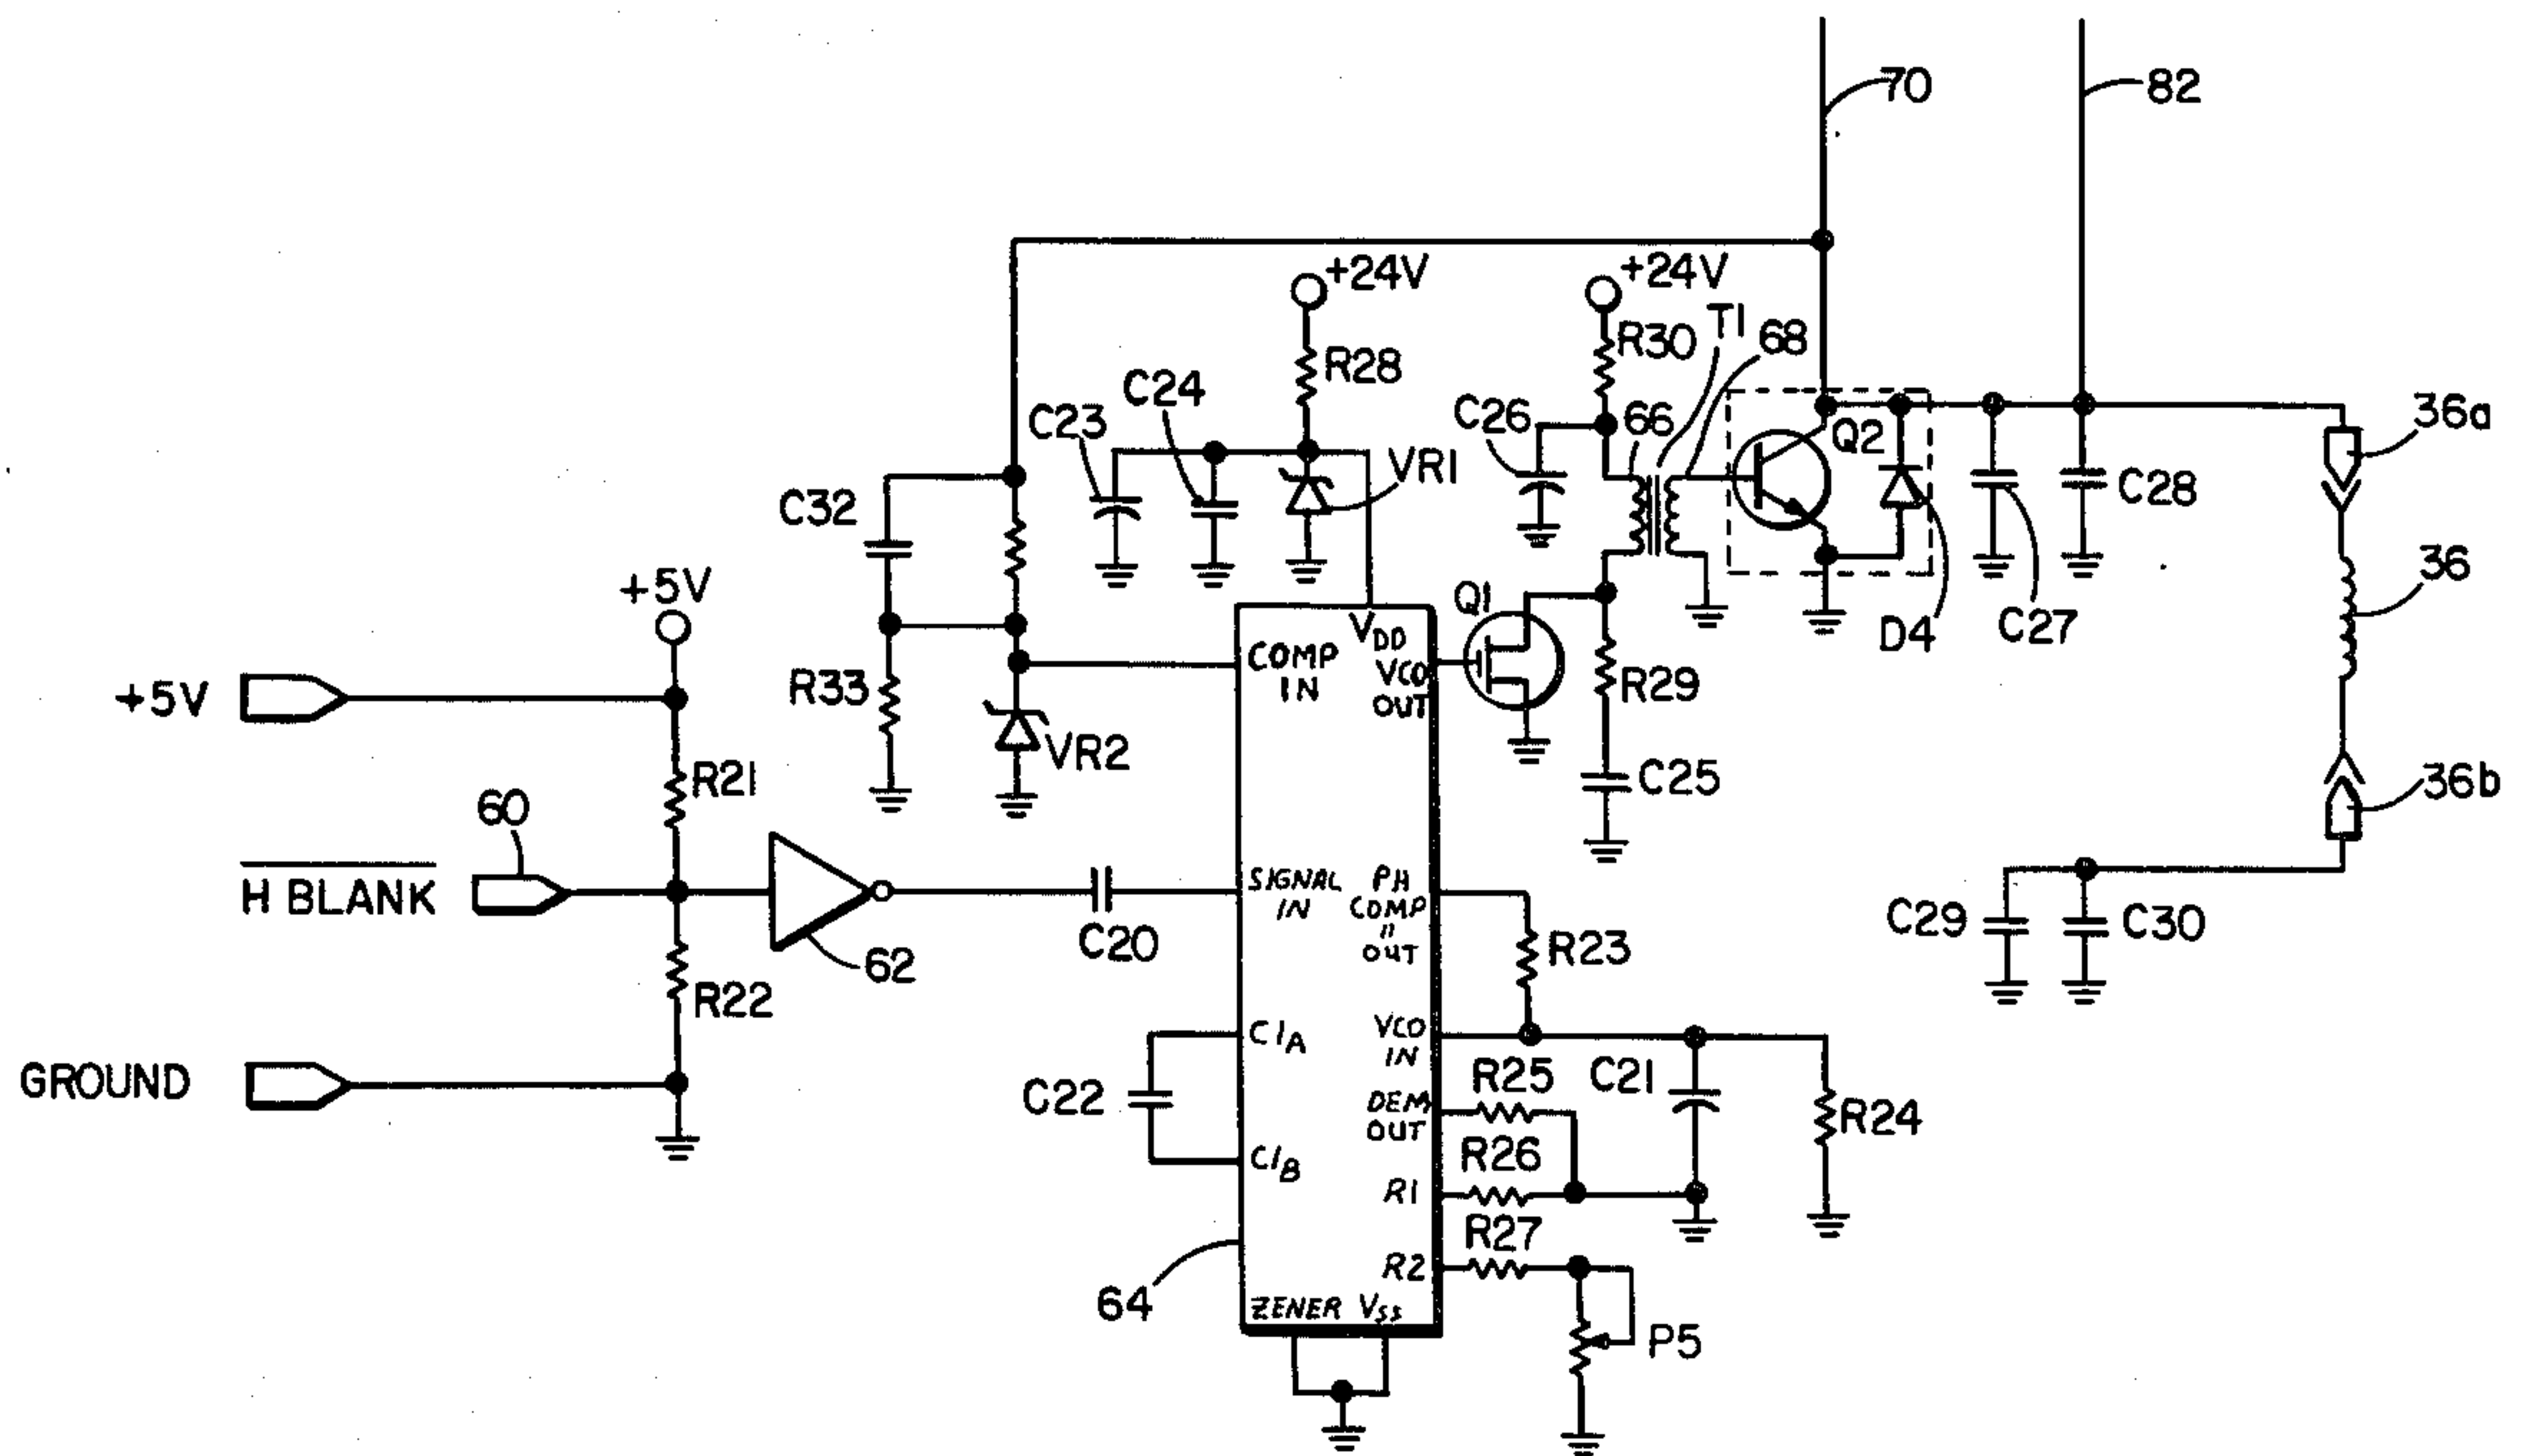 70
82
+24V
+24V
T1
68
R30
R28
C24
C23
C26
66
Q2
36a
VR1
C32
C28
+5V
36
Q1
D4
C27
VDD
COMP
IN
VCO
OUT
R33
R29
+5V
VR2
R21
C25
36b
60
H BLANK
SIGNAL
IN
PH
COMP
II
OUT
C29
C30
C20
R23
62
R22
C1A
VCO
IN
R25
C21
GROUND
C22
DEM
OUT
R24
R26
C1B
R1
R27
R2
64
ZENER VSS
P5